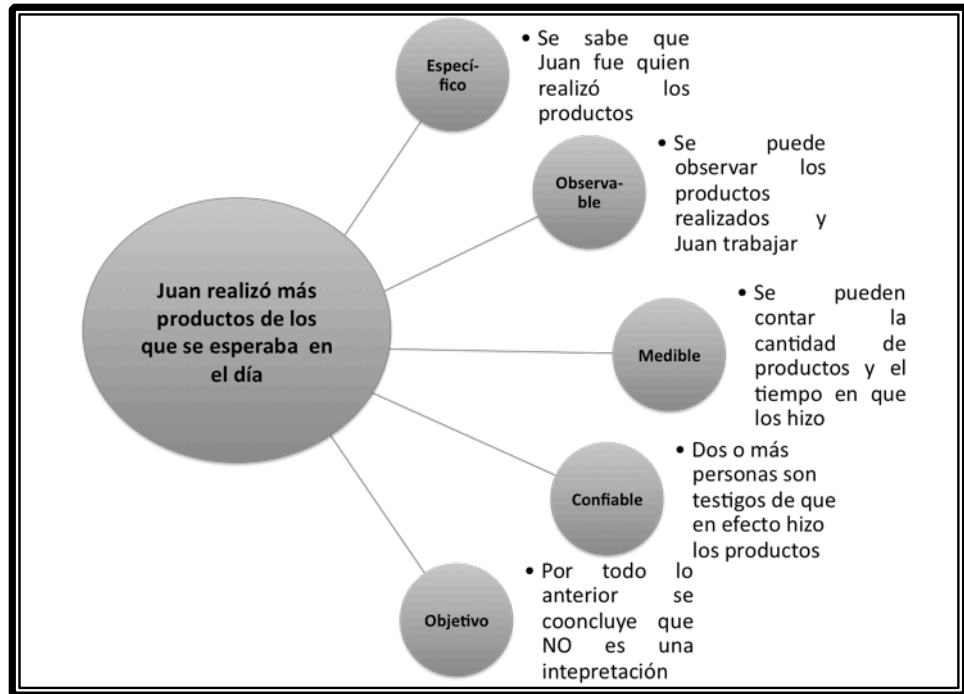 Juan realizó más
productos de los
que se esperaba en
el día
Especí-
fico
• Se sabe que
Juan fue quien
realizó los
productos
Observa-
ble
• Se puede
observar los
productos
realizados y
Juan trabajar
Medible
• Se pueden
contar la
cantidad de
productos y el
tiempo en que
los hizo
Confiable
• Dos o más
personas son
testigos de que
en efecto hizo
los productos
Objetivo
• Por todo lo
anterior se
cooncluye que
NO es una
intepretación